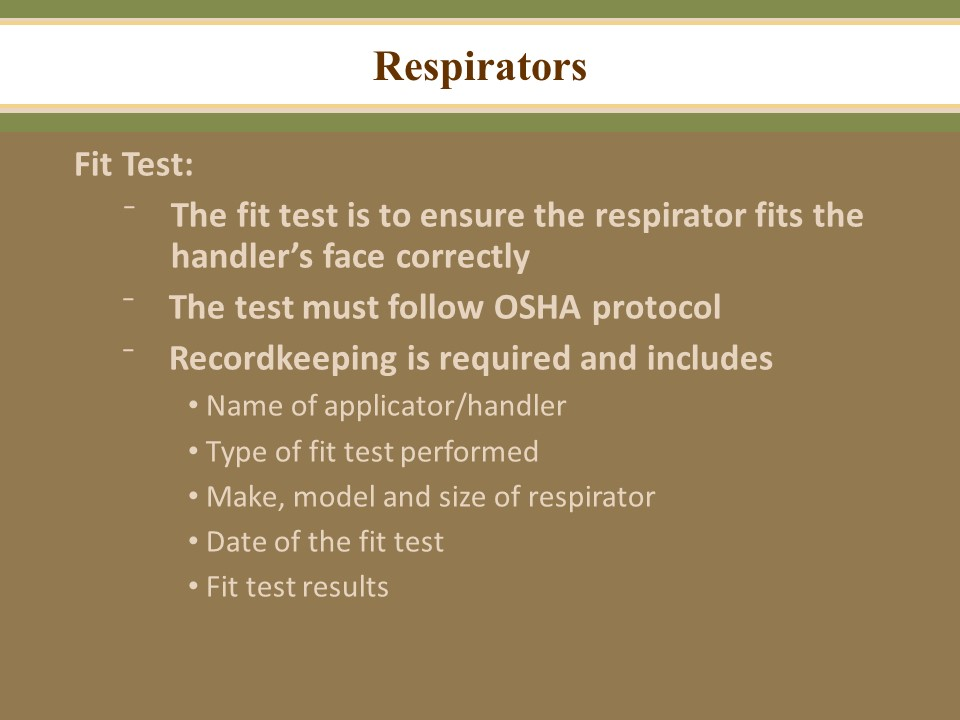 Respirators
Fit Test:
⁻ The fit test is to ensure the respirator fits the
handler’s face correctly
⁻ The test must follow OSHA protocol
⁻ Recordkeeping is required and includes
• Name of applicator/handler
• Type of fit test performed
• Make, model and size of respirator
• Date of the fit test
• Fit test results